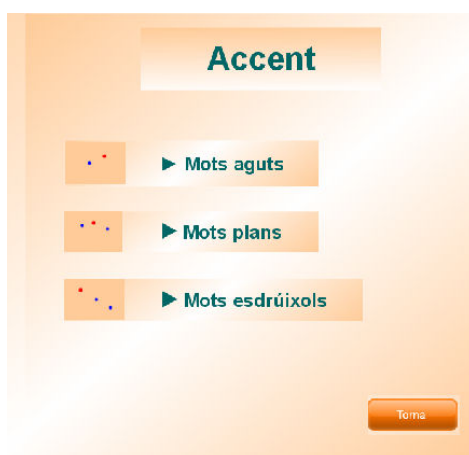 Accent
► Mots aguts
► Mots plans
► Mots esdrúixols
Torna